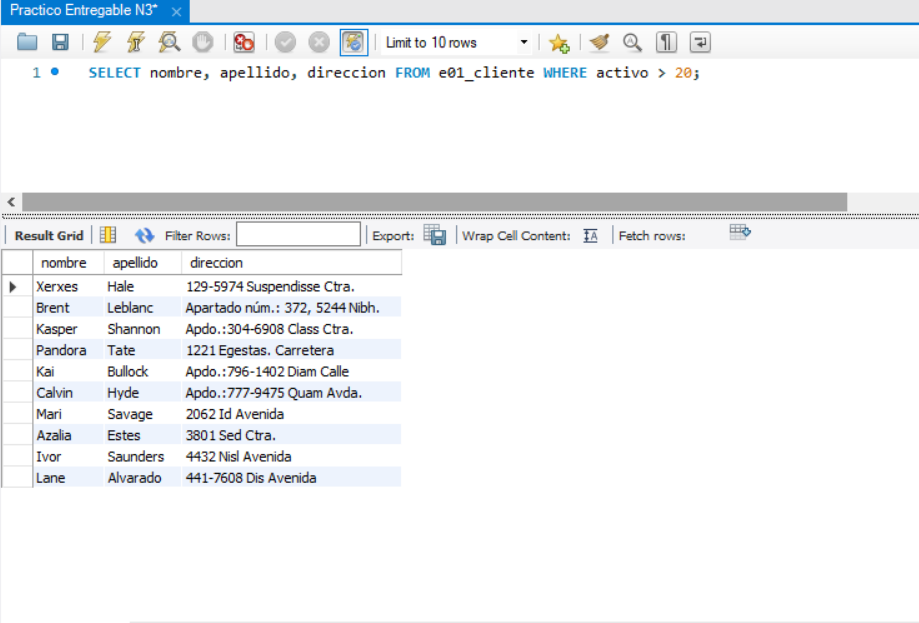 Practico Entregable N3* ×
Limit to 10 rows
1 SELECT nombre, apellido, direccion FROM e01_cliente WHERE activo > 20;
Result Grid Filter Rows: Export: Wrap Cell Content: IA Fetch rows:
nombre apellido direccion
Xerxes Hale 129-5974 Suspendisse Ctra.
Brent Leblanc Apartado núm.: 372, 5244 Nibh.
Kasper Shannon Apdo.:304-6908 Class Ctra.
Pandora Tate 1221 Egestas. Carretera
Kai Bullock Apdo.:796-1402 Diam Calle
Calvin Hyde Apdo.:777-9475 Quam Avda.
Mari Savage 2062 Id Avenida
Azalia Estes 3801 Sed Ctra.
Ivor Saunders 4432 Nisl Avenida
Lane Alvarado 441-7608 Dis Avenida